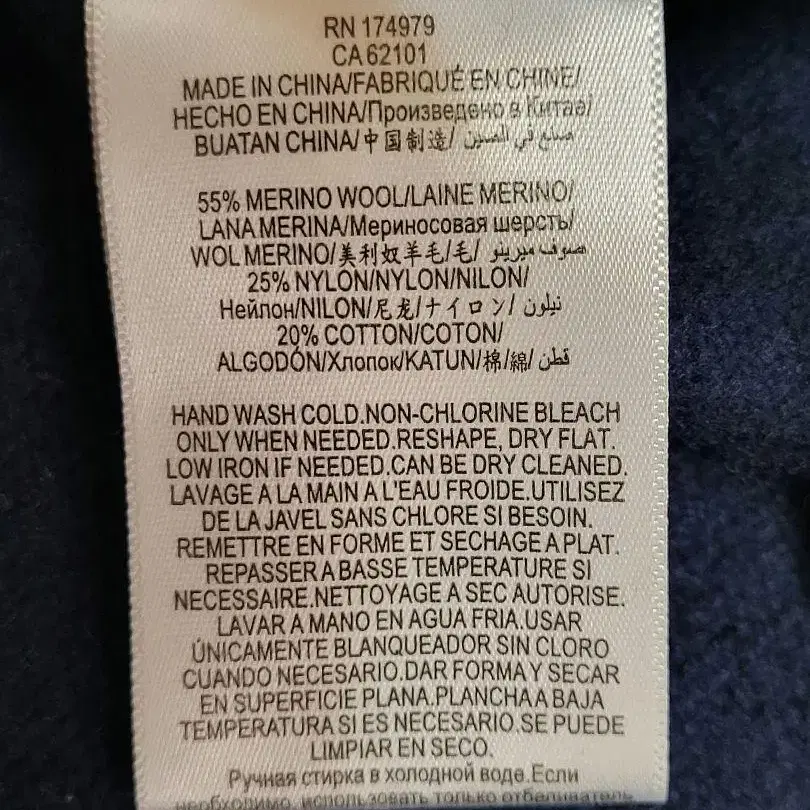 RN 174979
CA 62101
MADE IN CHINA/FABRIQUÉ EN CHINE/
HECHO EN CHINA/Произведено в Китае/
BUATAN CHINA/中国制造/ صنع في الصين
55% MERINO WOOL/LAINE MERINO/
LANA MERINA/Мериносовая шерсть/
WOL MERINO/美利奴羊毛/毛/ صوف ميرينو
25% NYLON/NYLON/NILON/
Нейлон/NILON/尼龙/ナイロン/ نيلون
20% COTTON/COTON/
ALGODÓN/Хлопок/KATUN/棉/綿/ قطن
HAND WASH COLD.NON-CHLORINE BLEACH
ONLY WHEN NEEDED.RESHAPE, DRY FLAT.
LOW IRON IF NEEDED.CAN BE DRY CLEANED.
LAVAGE A LA MAIN A L'EAU FROIDE.UTILISEZ
DE LA JAVEL SANS CHLORE SI BESOIN.
REMETTRE EN FORME ET SECHAGE A PLAT.
REPASSER A BASSE TEMPERATURE SI
NECESSAIRE.NETTOYAGE A SEC AUTORISE.
LAVAR A MANO EN AGUA FRIA.USAR
ÚNICAMENTE BLANQUEADOR SIN CLORO
CUANDO NECESARIO.DAR FORMA Y SECAR
EN SUPERFICIE PLANA.PLANCHA A BAJA
TEMPERATURA SI ES NECESARIO.SE PUEDE
LIMPIAR EN SECO.
Ручная стирка в холодной воде.Если
необходимо, использовать только отбеливатель